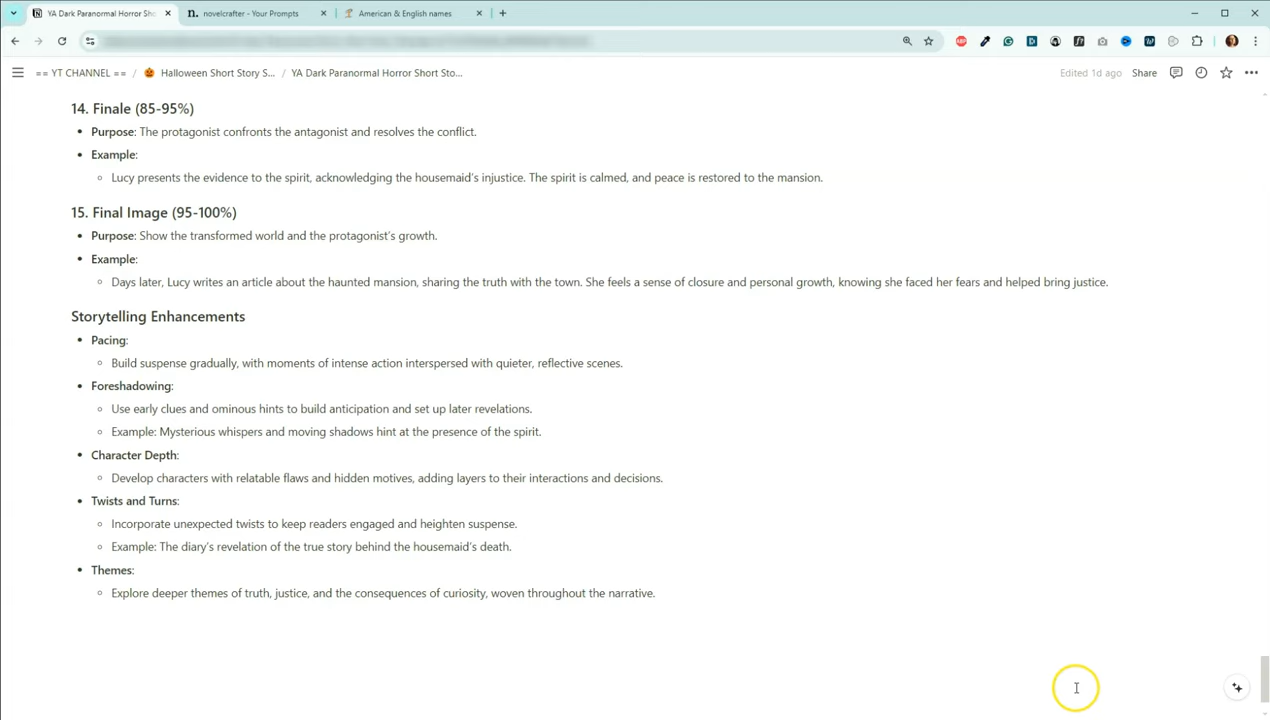 YA Dark Paranormal Horror Sho
novelcrafter - Your Prompts
American & English names
== YT CHANNEL == / Halloween Short Story S... / YA Dark Paranormal Horror Short Sto...
Edited 1d ago Share
14. Finale (85-95%)
• Purpose: The protagonist confronts the antagonist and resolves the conflict.
• Example:
○ Lucy presents the evidence to the spirit, acknowledging the housemaid's injustice. The spirit is calmed, and peace is restored to the mansion.
15. Final Image (95-100%)
• Purpose: Show the transformed world and the protagonist's growth.
• Example:
○ Days later, Lucy writes an article about the haunted mansion, sharing the truth with the town. She feels a sense of closure and personal growth, knowing she faced her fears and helped bring justice.
Storytelling Enhancements
• Pacing:
○ Build suspense gradually, with moments of intense action interspersed with quieter, reflective scenes.
• Foreshadowing:
○ Use early clues and ominous hints to build anticipation and set up later revelations.
○ Example: Mysterious whispers and moving shadows hint at the presence of the spirit.
• Character Depth:
○ Develop characters with relatable flaws and hidden motives, adding layers to their interactions and decisions.
• Twists and Turns:
○ Incorporate unexpected twists to keep readers engaged and heighten suspense.
○ Example: The diary's revelation of the true story behind the housemaid's death.
• Themes:
○ Explore deeper themes of truth, justice, and the consequences of curiosity, woven throughout the narrative.